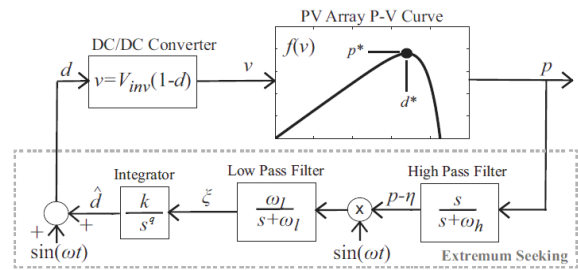 PV Array P-V Curve
DC/DC Converter
f(v)
p*
d
v=V_inv(1-d)
v
p
d*
Integrator
Low Pass Filter
High Pass Filter
d̂
k
s^q
ξ
ω_l
s+ω_l
x
p-η
s
s+ω_h
+
+
sin(ωt)
sin(ωt)
Extremum Seeking